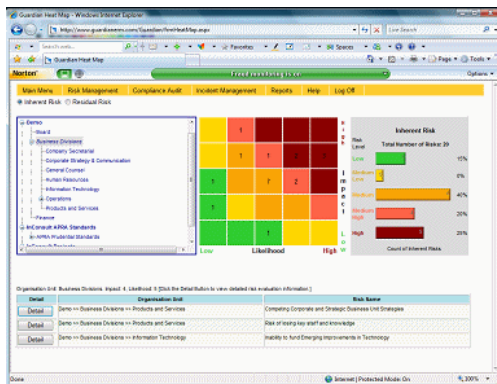 Guardian Heat Map - Windows Internet Explorer
Live Search
Favorites
Spaces
Guardian Heat Map
Page
Tools
Norton
Fraud monitoring is on
Options
Main Menu Risk Management Compliance Audit Incident Management Reports Help Log Off
Inherent Risk Residual Risk
Demo
Board
Business Divisions
Company Secretariat
Corporate Strategy & Communication
General Counsel
Human Resources
Information Technology
Operations
Products and Services
Finance
InConsult APRA Standards
APRA Prudential Standards
1
1 1
1 7 2
1
1
High
Impact
Low
Low Likelihood High
Inherent Risk
Risk Level
Total Number of Risks: 20
Low 15%
Medium Low 0%
Medium 40%
Medium High 20%
High 25%
Count of Inherent Risks
Organisation Unit: Business Divisions. Impact: 4, Likelihood: 5 [Click the Detail Button to view detailed risk evaluation information.]
Detail Organisation Unit Risk Name
Detail Demo >> Business Divisions >> Products and Services Competing Corporate and Strategic Business Unit Strategies
Detail Demo >> Business Divisions >> Products and Services Risk of losing key staff and knowledge
Detail Demo >> Business Divisions >> Information Technology Inability to fund Emerging Improvements in Technology
Done
Internet | Protected Mode: On
100%